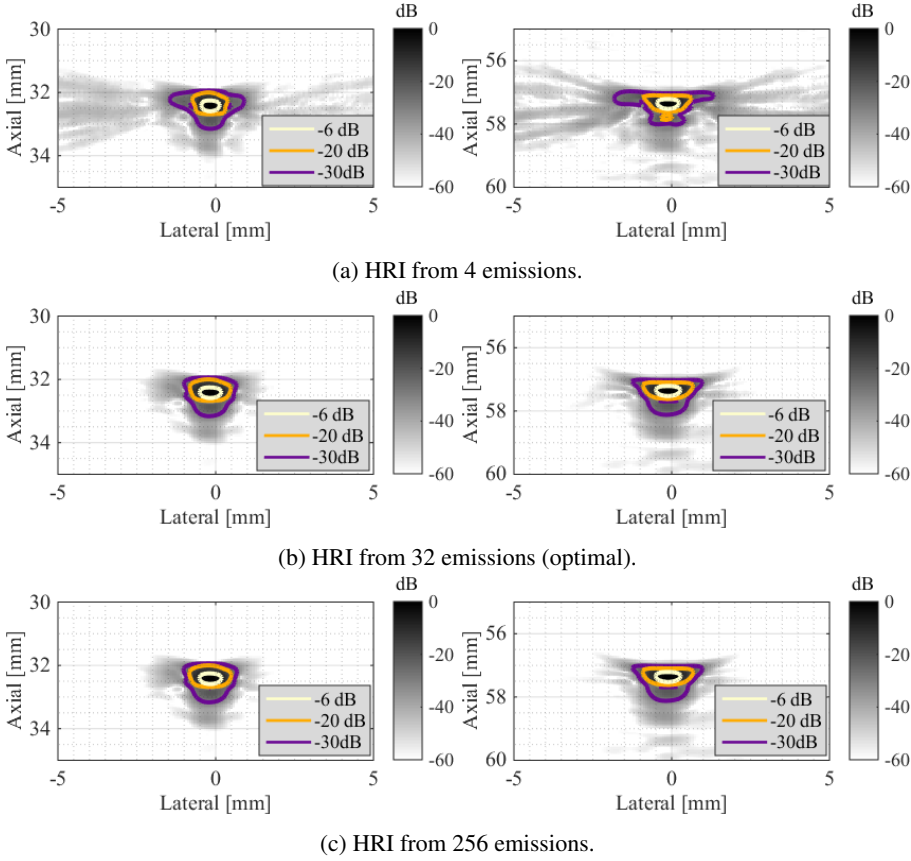 dB dB
30 0 0
Axial [mm] 32 -20 Axial [mm] 56 -20
-6 dB -6 dB
34 -20 dB -40 58 -20 dB -40
-30dB -30dB
-60 60 -60
-5 0 5 -5 0 5
Lateral [mm] Lateral [mm]
(a) HRI from 4 emissions.
dB dB
30 0 0
Axial [mm] 32 -20 Axial [mm] 56 -20
-6 dB -6 dB
34 -20 dB -40 58 -20 dB -40
-30dB -30dB
-60 60 -60
-5 0 5 -5 0 5
Lateral [mm] Lateral [mm]
(b) HRI from 32 emissions (optimal).
dB dB
30 0 0
Axial [mm] 32 -20 Axial [mm] 56 -20
-6 dB -6 dB
34 -20 dB -40 58 -20 dB -40
-30dB -30dB
-60 60 -60
-5 0 5 -5 0 5
Lateral [mm] Lateral [mm]
(c) HRI from 256 emissions.